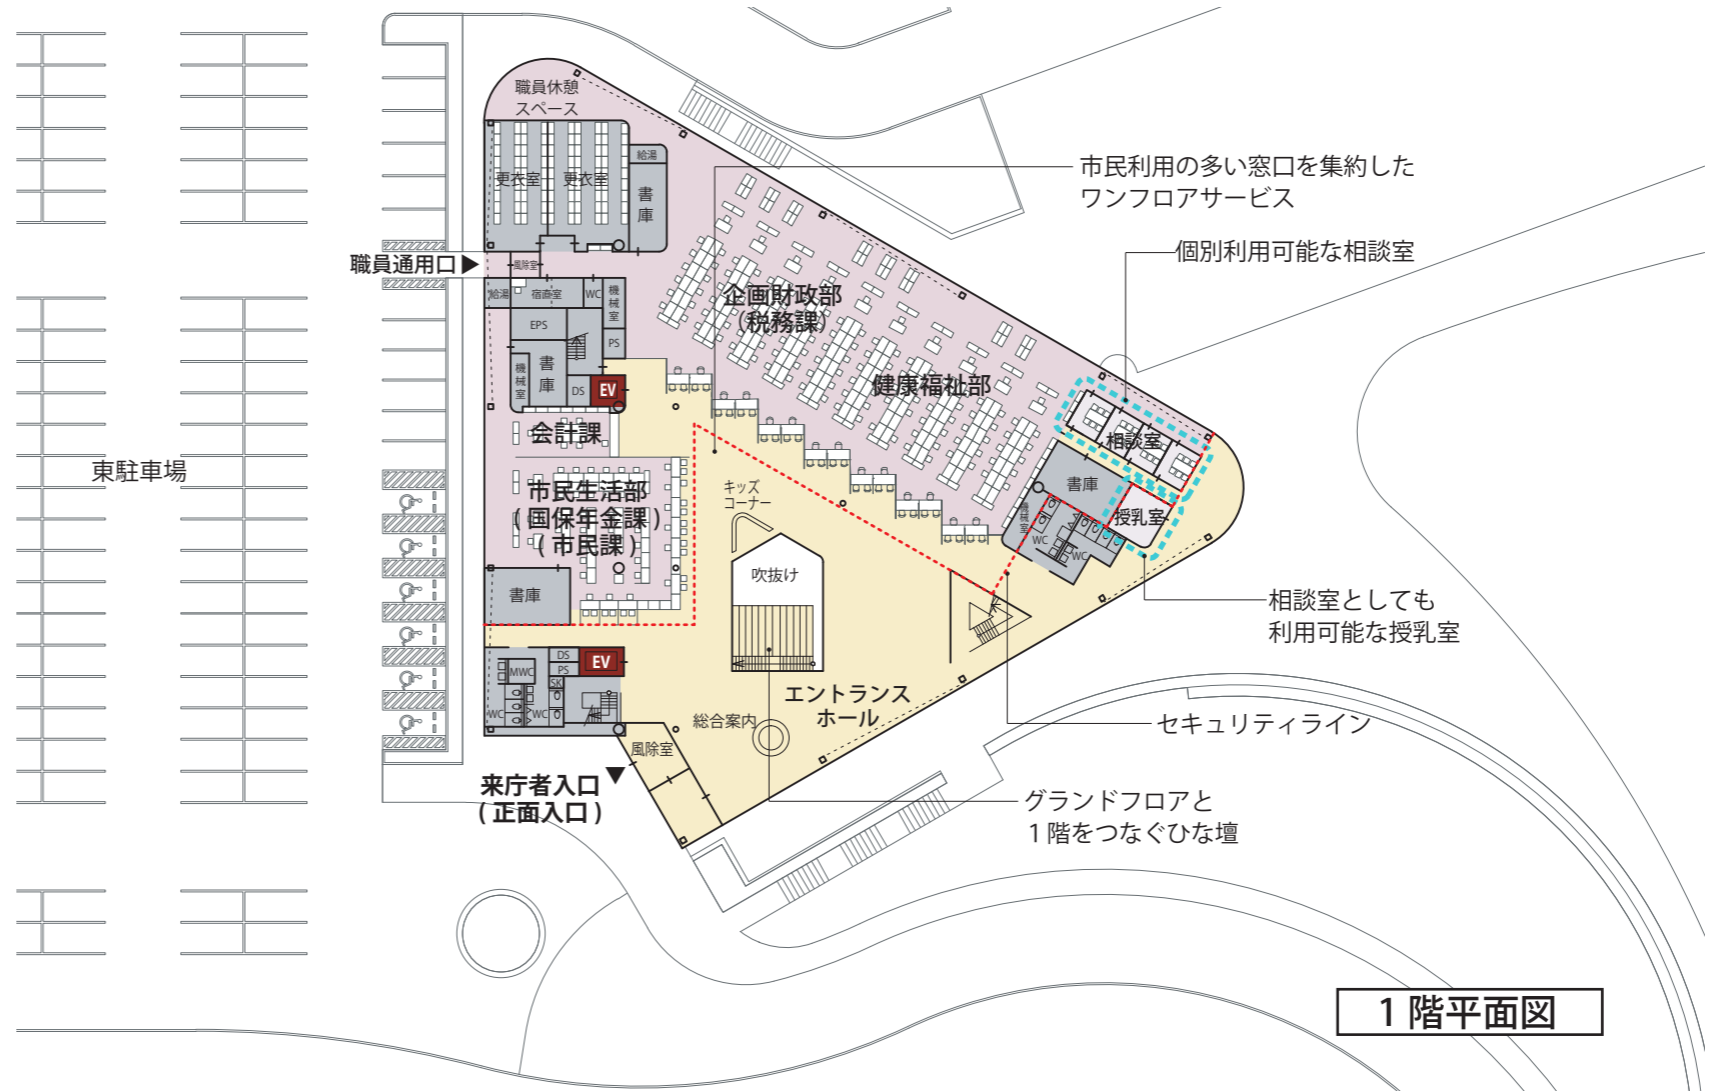 職員休憩
スペース
給湯
更衣室
更衣室
書
庫
市民利用の多い窓口を集約した
ワンフロアサービス
個別利用可能な相談室
職員通用口▶
風除室
給湯
宿直室
WC
機
械
室
EPS
PS
機
械
室
書
庫
DS
EV
企画財政部
（税務課）
健康福祉部
相談室
会計課
東駐車場
市民生活部
( 国保年金課 )
( 市民課 )
キッズ
コーナー
書庫
機
械
室
授乳室
WC
WC
吹抜け
書庫
相談室としても
利用可能な授乳室
DS
EV
MWC
PS
SK
WC
WC
エントランス
ホール
総合案内
セキュリティライン
風除室
来庁者入口▼
( 正面入口 )
グランドフロアと
１階をつなぐひな壇
１階平面図